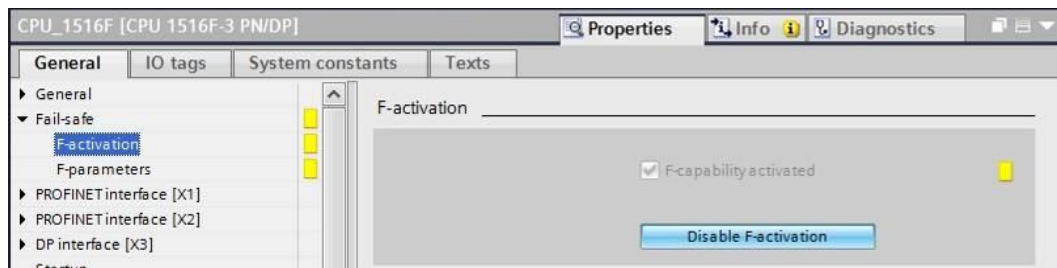 CPU_1516F [CPU 1516F-3 PN/DP]
Properties
Info
Diagnostics
General
IO tags
System constants
Texts
General
Fail-safe
F-activation
F-parameters
PROFINET interface [X1]
PROFINET interface [X2]
DP interface [X3]
Startup
F-activation
F-capability activated
Disable F-activation